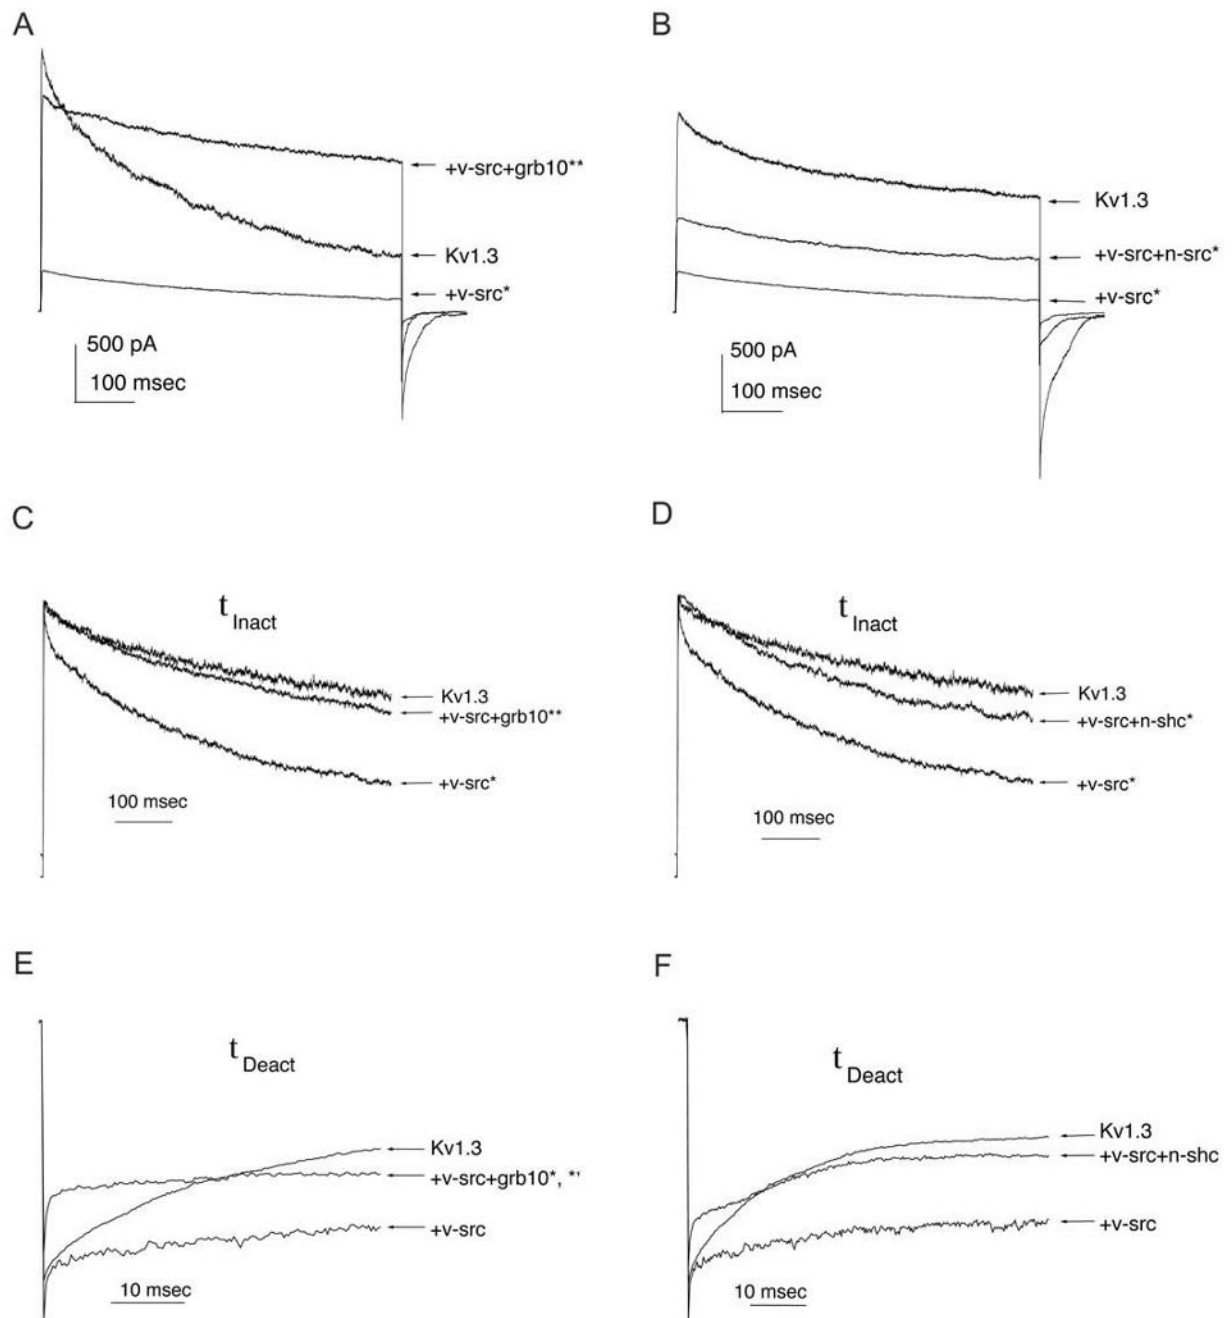 A
+v-src+grb10**
Kv1.3
+v-src*
500 pA
100 msec
B
Kv1.3
+v-src+n-src*
+v-src*
500 pA
100 msec
C
t Inact
Kv1.3
+v-src+grb10**
+v-src*
100 msec
D
t Inact
Kv1.3
+v-src+n-shc*
+v-src*
100 msec
E
t Deact
Kv1.3
+v-src+grb10*, *'
+v-src
10 msec
F
t Deact
Kv1.3
+v-src+n-shc
+v-src
10 msec